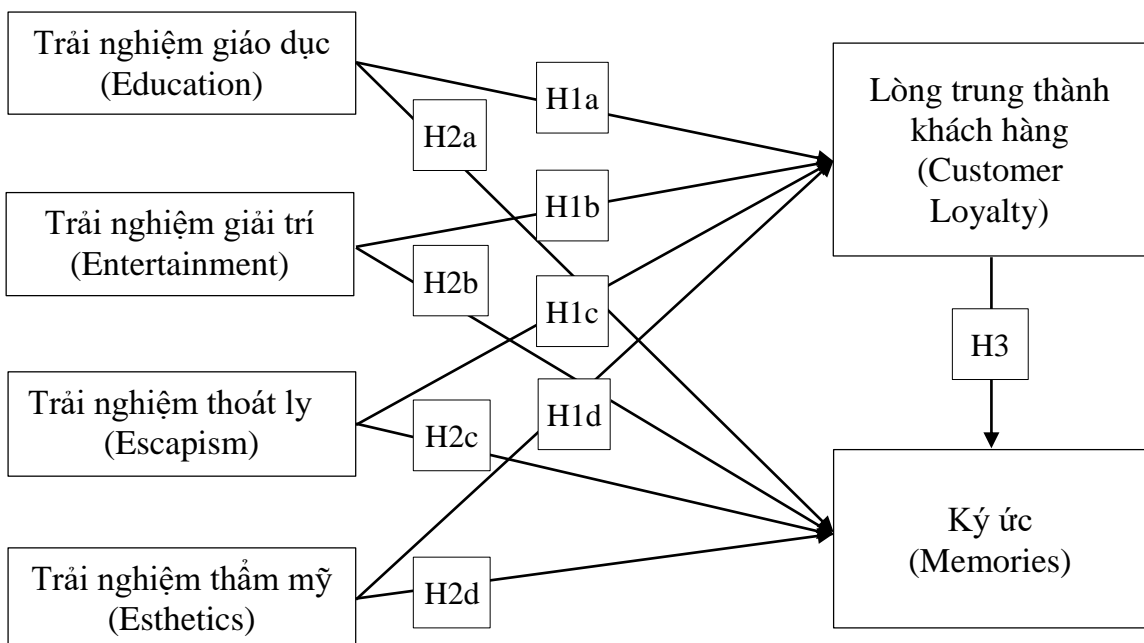 Trải nghiệm giáo dục
(Education)
H1a
H2a
Lòng trung thành
khách hàng
(Customer
Loyalty)
Trải nghiệm giải trí
(Entertainment)
H1b
H2b
H1c
H3
Trải nghiệm thoát ly
(Escapism)
H1d
H2c
Ký ức
(Memories)
Trải nghiệm thẩm mỹ
(Esthetics)
H2d